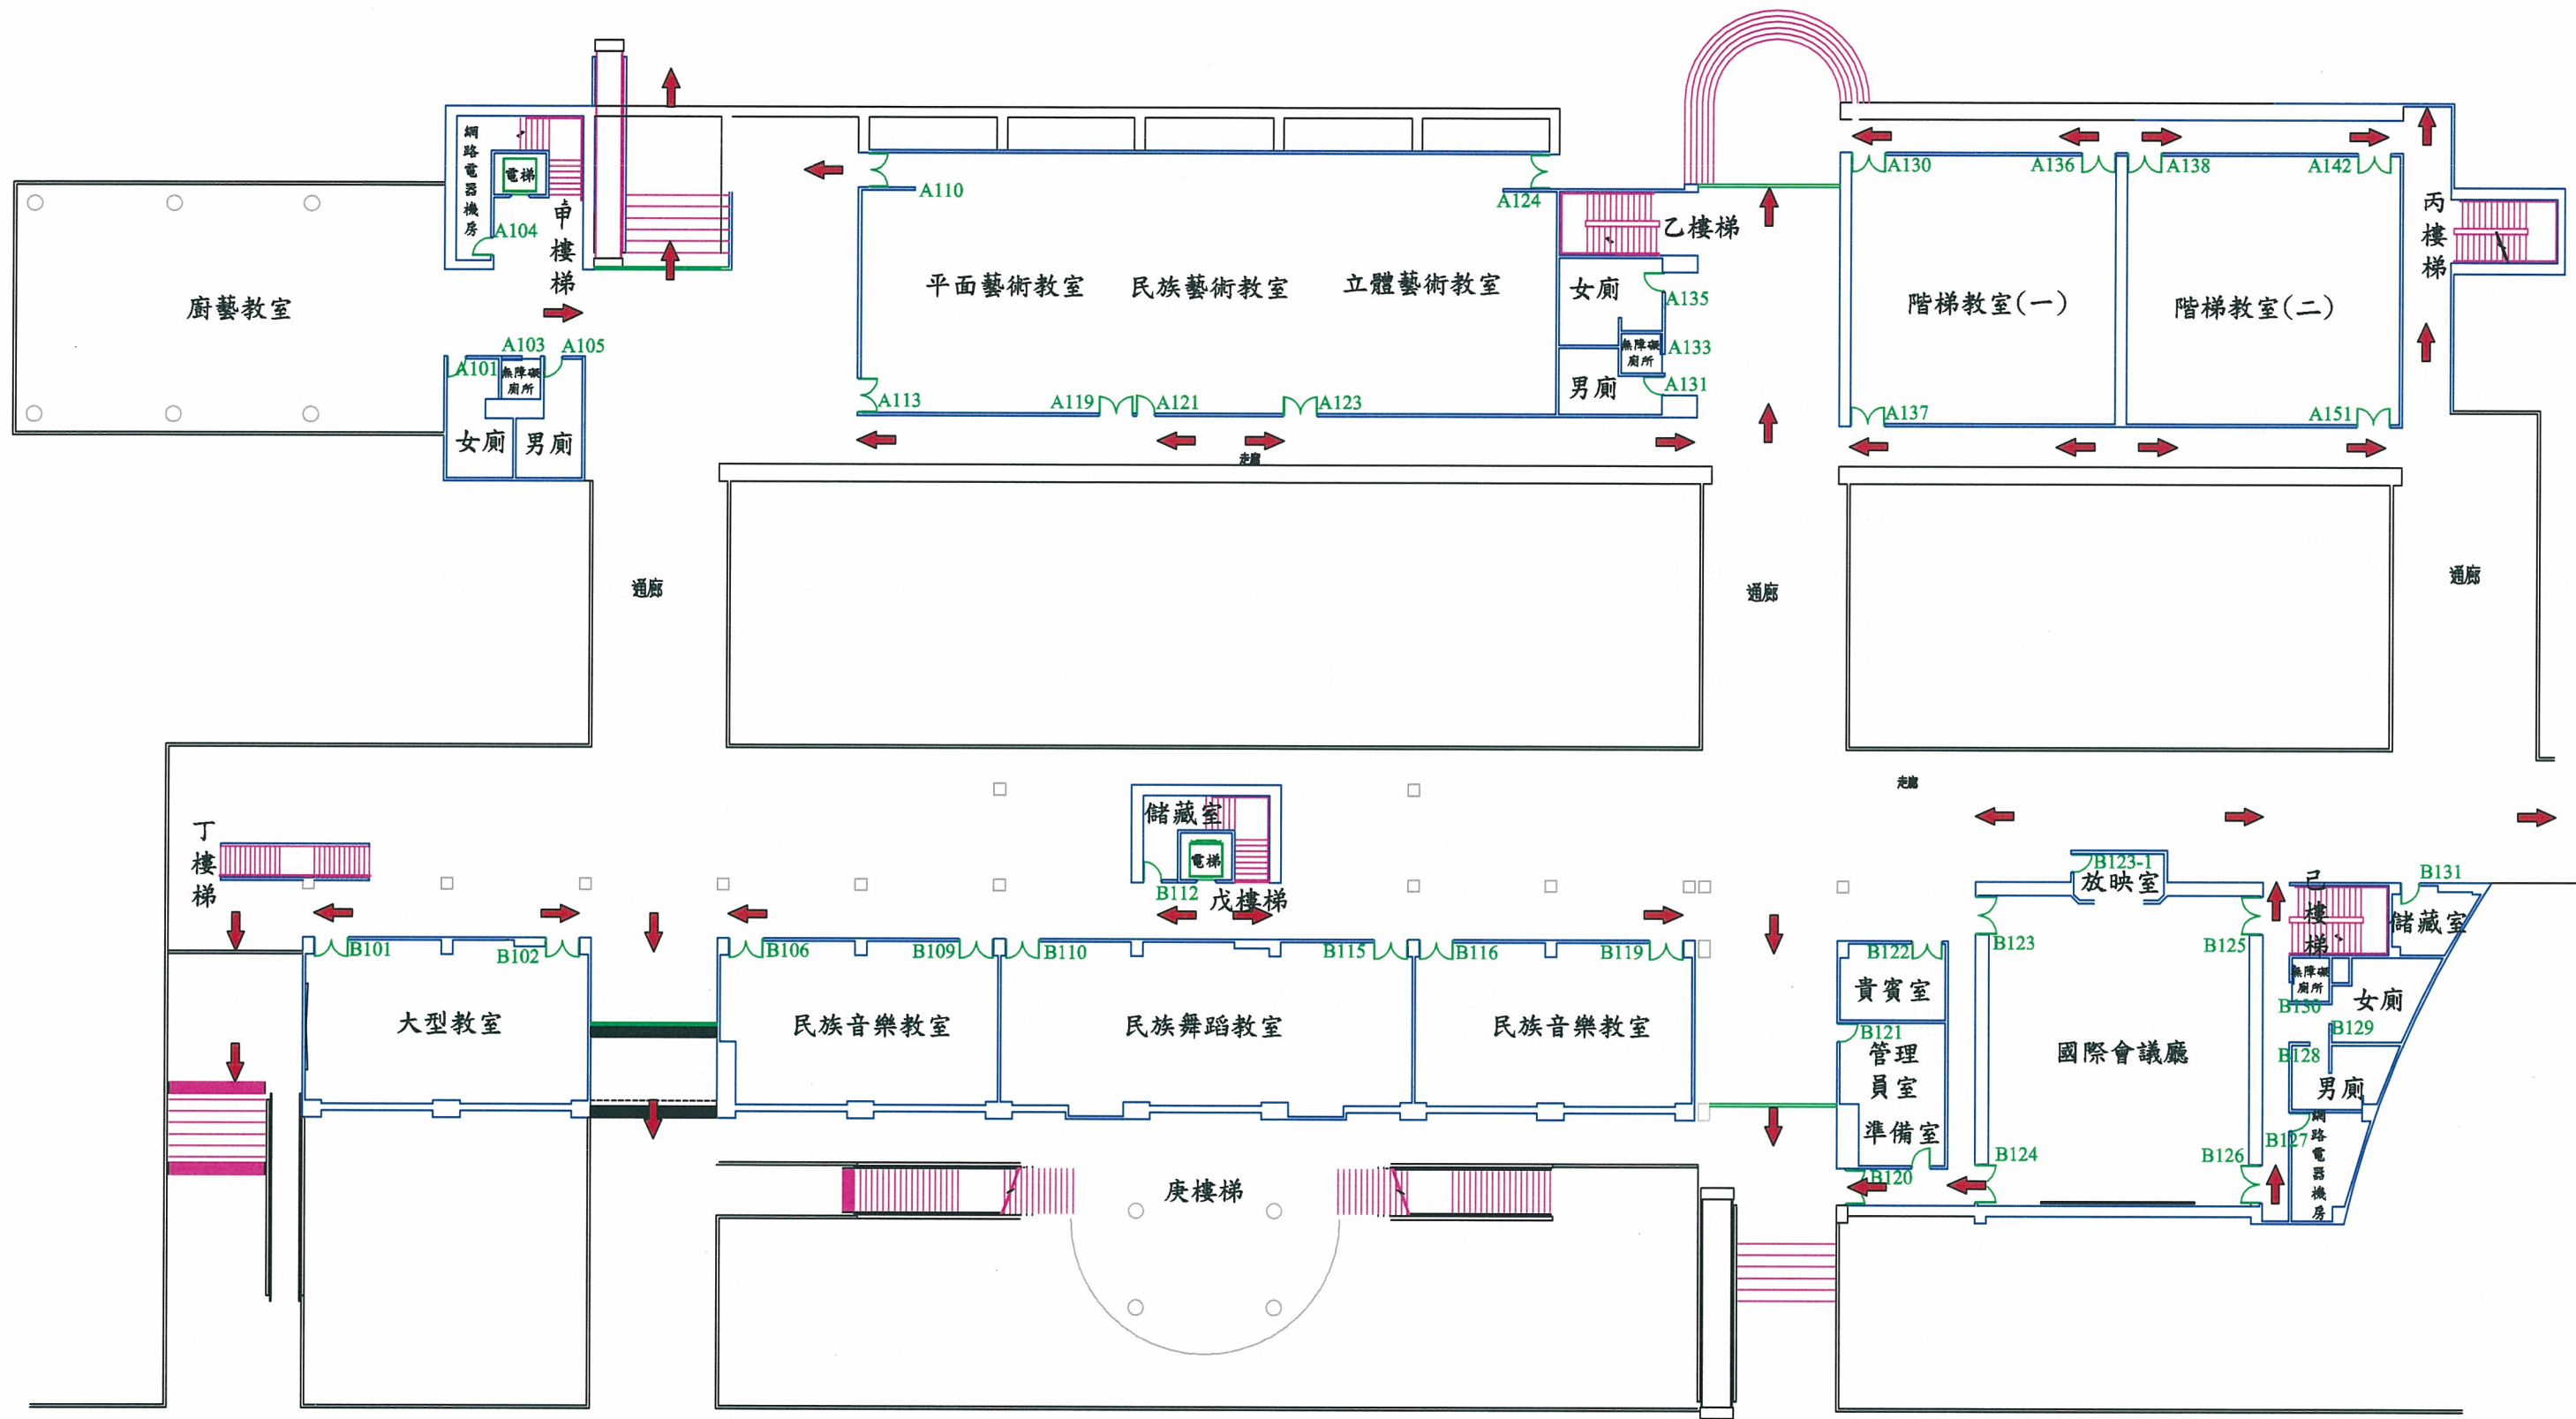 網路電器機房
電梯
A104
申樓梯
廚藝教室
A103
A105
A101
無障礙廁所
女廁
男廁
A110
A124
平面藝術教室
民族藝術教室
立體藝術教室
A113
A119
A121
A123
走廊
乙樓梯
女廁
A135
無障礙廁所
A133
男廁
A131
A130
A136
A138
A142
階梯教室(一)
階梯教室(二)
A137
A151
丙樓梯
通廊
通廊
通廊
走廊
丁樓梯
儲藏室
電梯
B112
戊樓梯
B101
B102
大型教室
B106
B109
民族音樂教室
B110
B115
民族舞蹈教室
B116
B119
民族音樂教室
庚樓梯
B122
貴賓室
B121
管理員室
準備室
B120
B123-1
放映室
B123
B125
國際會議廳
B124
B126
己樓梯
B131
儲藏室
無障礙廁所
B130
女廁
B129
B128
男廁
B127
網路電器機房